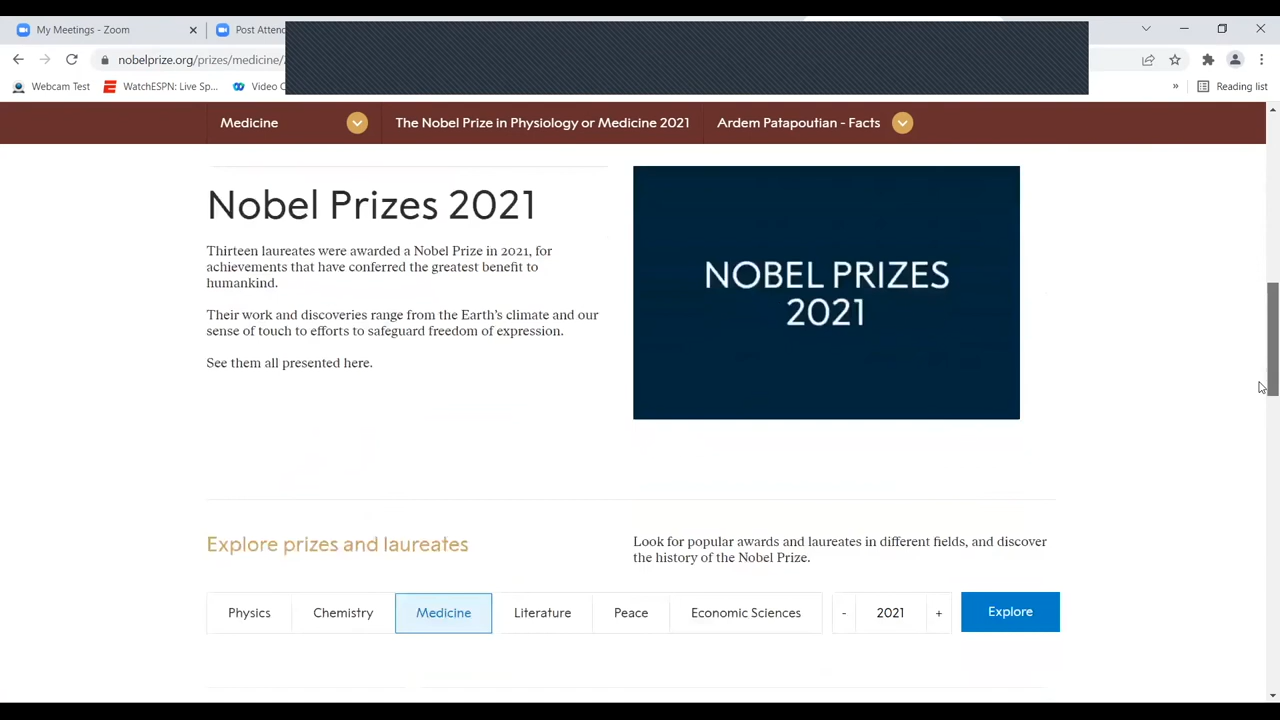 My Meetings - Zoom
Post Attend
nobelprize.org/prizes/medicine/
Webcam Test
WatchESPN: Live Sp...
Video C
»
Reading list
Medicine
The Nobel Prize in Physiology or Medicine 2021
Ardem Patapoutian - Facts
Nobel Prizes 2021
Thirteen laureates were awarded a Nobel Prize in 2021, for
achievements that have conferred the greatest benefit to
humankind.
Their work and discoveries range from the Earth's climate and our
sense of touch to efforts to safeguard freedom of expression.
See them all presented here.
NOBEL PRIZES
2021
Explore prizes and laureates
Look for popular awards and laureates in different fields, and discover
the history of the Nobel Prize.
Physics
Chemistry
Medicine
Literature
Peace
Economic Sciences
-
2021
+
Explore